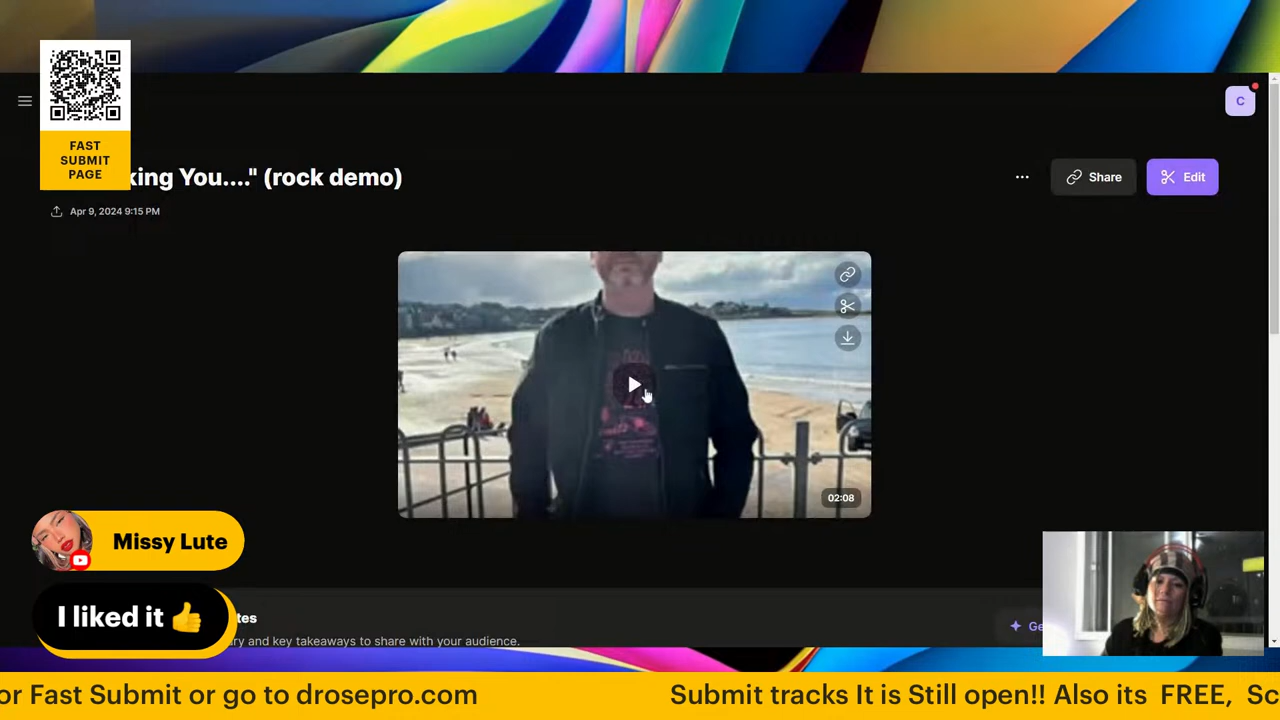 FAST
SUBMIT
PAGE
king You...." (rock demo)
Apr 9, 2024 9:15 PM
C
Share
Edit
02:08
Missy Lute
I liked it 👍
tes
ry and key takeaways to share with your audience.
Ge
or Fast Submit or go to drosepro.com
Submit tracks It is Still open!! Also its FREE, Sc